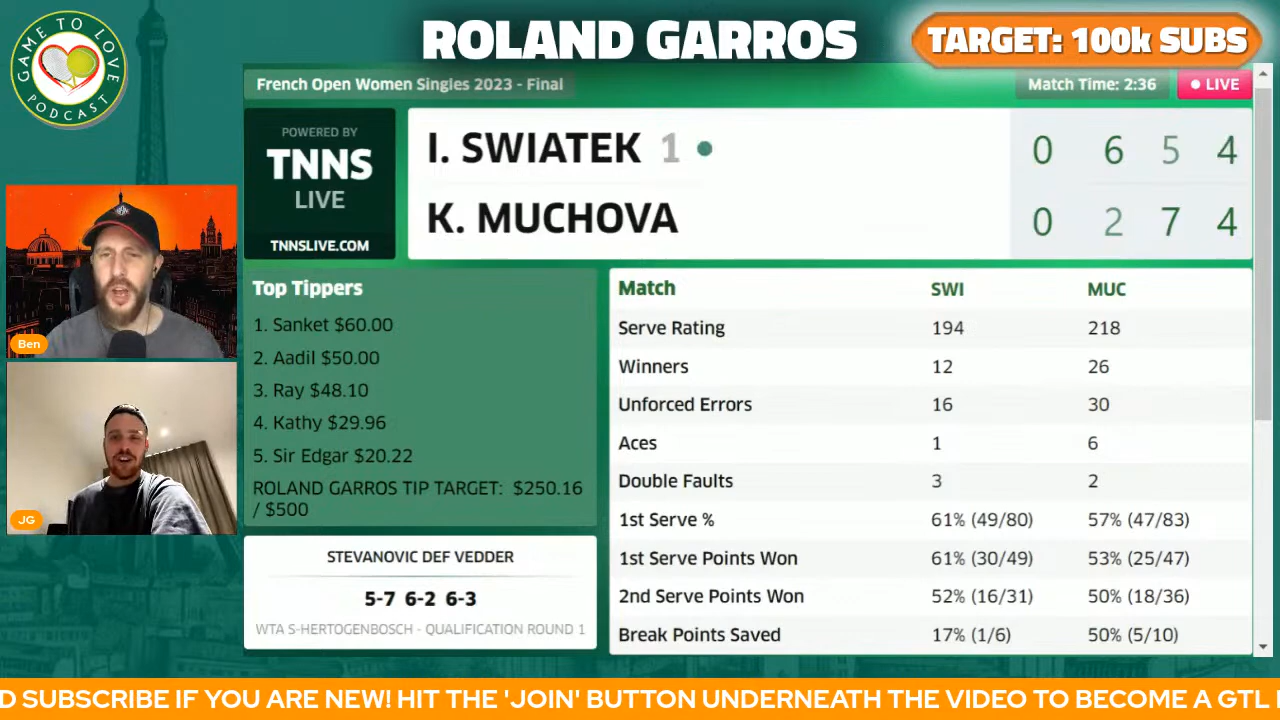 GAME TO LOVE
PODCAST
ROLAND GARROS
TARGET: 100k SUBS
French Open Women Singles 2023 - Final
Match Time: 2:36
LIVE
POWERED BY
TNNS
LIVE
TNNSLIVE.COM
I. SWIATEK 1 0 6 5 4
K. MUCHOVA 0 2 7 4
Ben
JG
Top Tippers
1. Sanket $60.00
2. Aadil $50.00
3. Ray $48.10
4. Kathy $29.96
5. Sir Edgar $20.22
ROLAND GARROS TIP TARGET: $250.16
/ $500
STEVANOVIC DEF VEDDER
5-7 6-2 6-3
WTA S-HERTOGENBOSCH - QUALIFICATION ROUND 1
Match SWI MUC
Serve Rating 194 218
Winners 12 26
Unforced Errors 16 30
Aces 1 6
Double Faults 3 2
1st Serve % 61% (49/80) 57% (47/83)
1st Serve Points Won 61% (30/49) 53% (25/47)
2nd Serve Points Won 52% (16/31) 50% (18/36)
Break Points Saved 17% (1/6) 50% (5/10)
D SUBSCRIBE IF YOU ARE NEW! HIT THE 'JOIN' BUTTON UNDERNEATH THE VIDEO TO BECOME A GTL